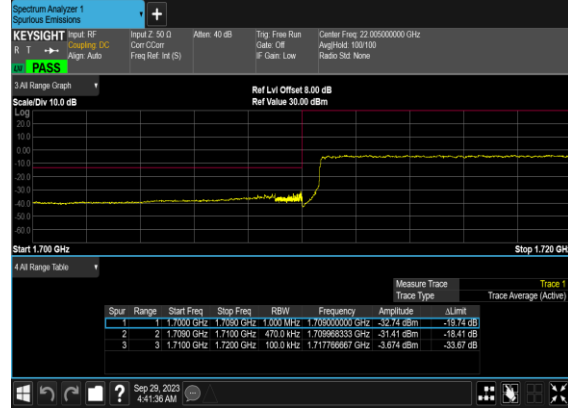 Spectrum Analyzer 1
Spurious Emissions
KEYSIGHT Input: RF Input Z: 50 Ω Atten: 40 dB Trig: Free Run Center Freq: 22.005000000 GHz
R T Coupling: DC Corr CCorr Gate: Off Avg|Hold: 100/100
Align: Auto Freq Ref: Int (S) IF Gain: Low Radio Std: None
PASS
3 All Range Graph
Ref Lvl Offset 8.00 dB
Scale/Div 10.0 dB Ref Value 30.00 dBm
Log
20.0
10.0
0.00
-10.0
-20.0
-30.0
-40.0
-50.0
-60.0
Start 1.700 GHz Stop 1.720 GH
4 All Range Table
Measure Trace Trace 1
Trace Type Trace Average (Active)
Spur Range Start Freq Stop Freq RBW Frequency Amplitude ΔLimit
1 1 1.7000 GHz 1.7090 GHz 1.000 MHz 1.709000000 GHz -32.74 dBm -19.74 dB
2 2 1.7090 GHz 1.7100 GHz 470.0 kHz 1.709968333 GHz -31.41 dBm -18.41 dB
3 3 1.7100 GHz 1.7200 GHz 100.0 kHz 1.717766667 GHz -3.674 dBm -33.67 dB
Sep 29, 2023
4:41:36 AM